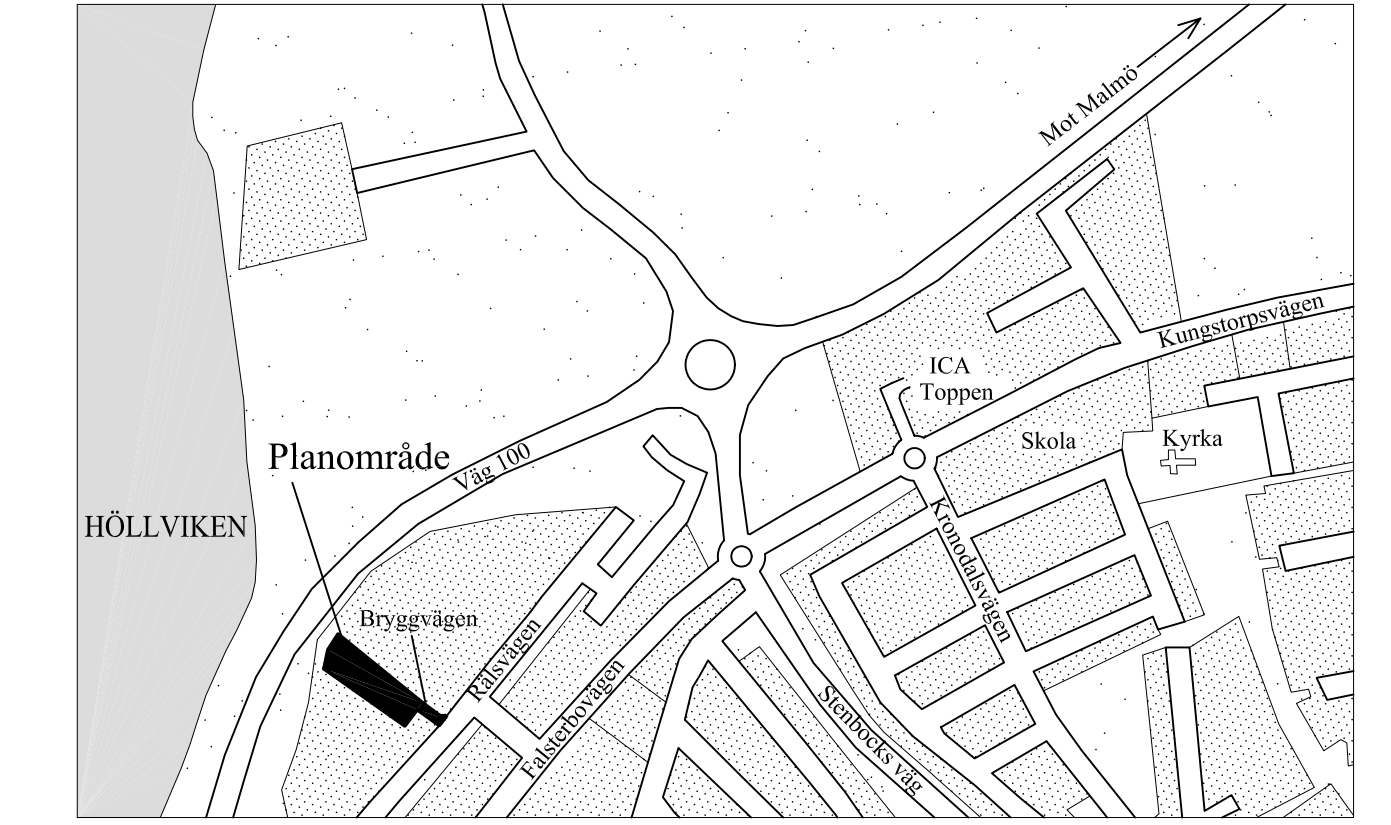 Mot Malmö
Kungstorpsvägen
ICA
Toppen
Skola
Kyrka
Planområde
Väg 100
HÖLLVIKEN
Kronodalsvägen
Bryggvägen
Rälsvägen
Falsterbovägen
Stenbocks väg